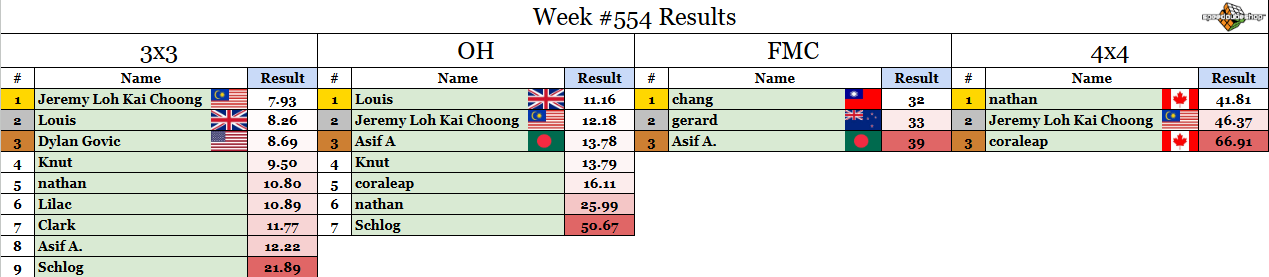 Week #554 Results
speedcubeshop
3x3 OH FMC 4x4
# Name Result # Name Result # Name Result # Name Result
1 Jeremy Loh Kai Choong 7.93 1 Louis 11.16 1 chang 32 1 nathan 41.81
2 Louis 8.26 2 Jeremy Loh Kai Choong 12.18 2 gerard 33 2 Jeremy Loh Kai Choong 46.37
3 Dylan Govic 8.69 3 Asif A 13.78 3 Asif A. 39 3 coraleap 66.91
4 Knut 9.50 4 Knut 13.79
5 nathan 10.80 5 coraleap 16.11
6 Lilac 10.89 6 nathan 25.99
7 Clark 11.77 7 Schlog 50.67
8 Asif A. 12.22
9 Schlog 21.89